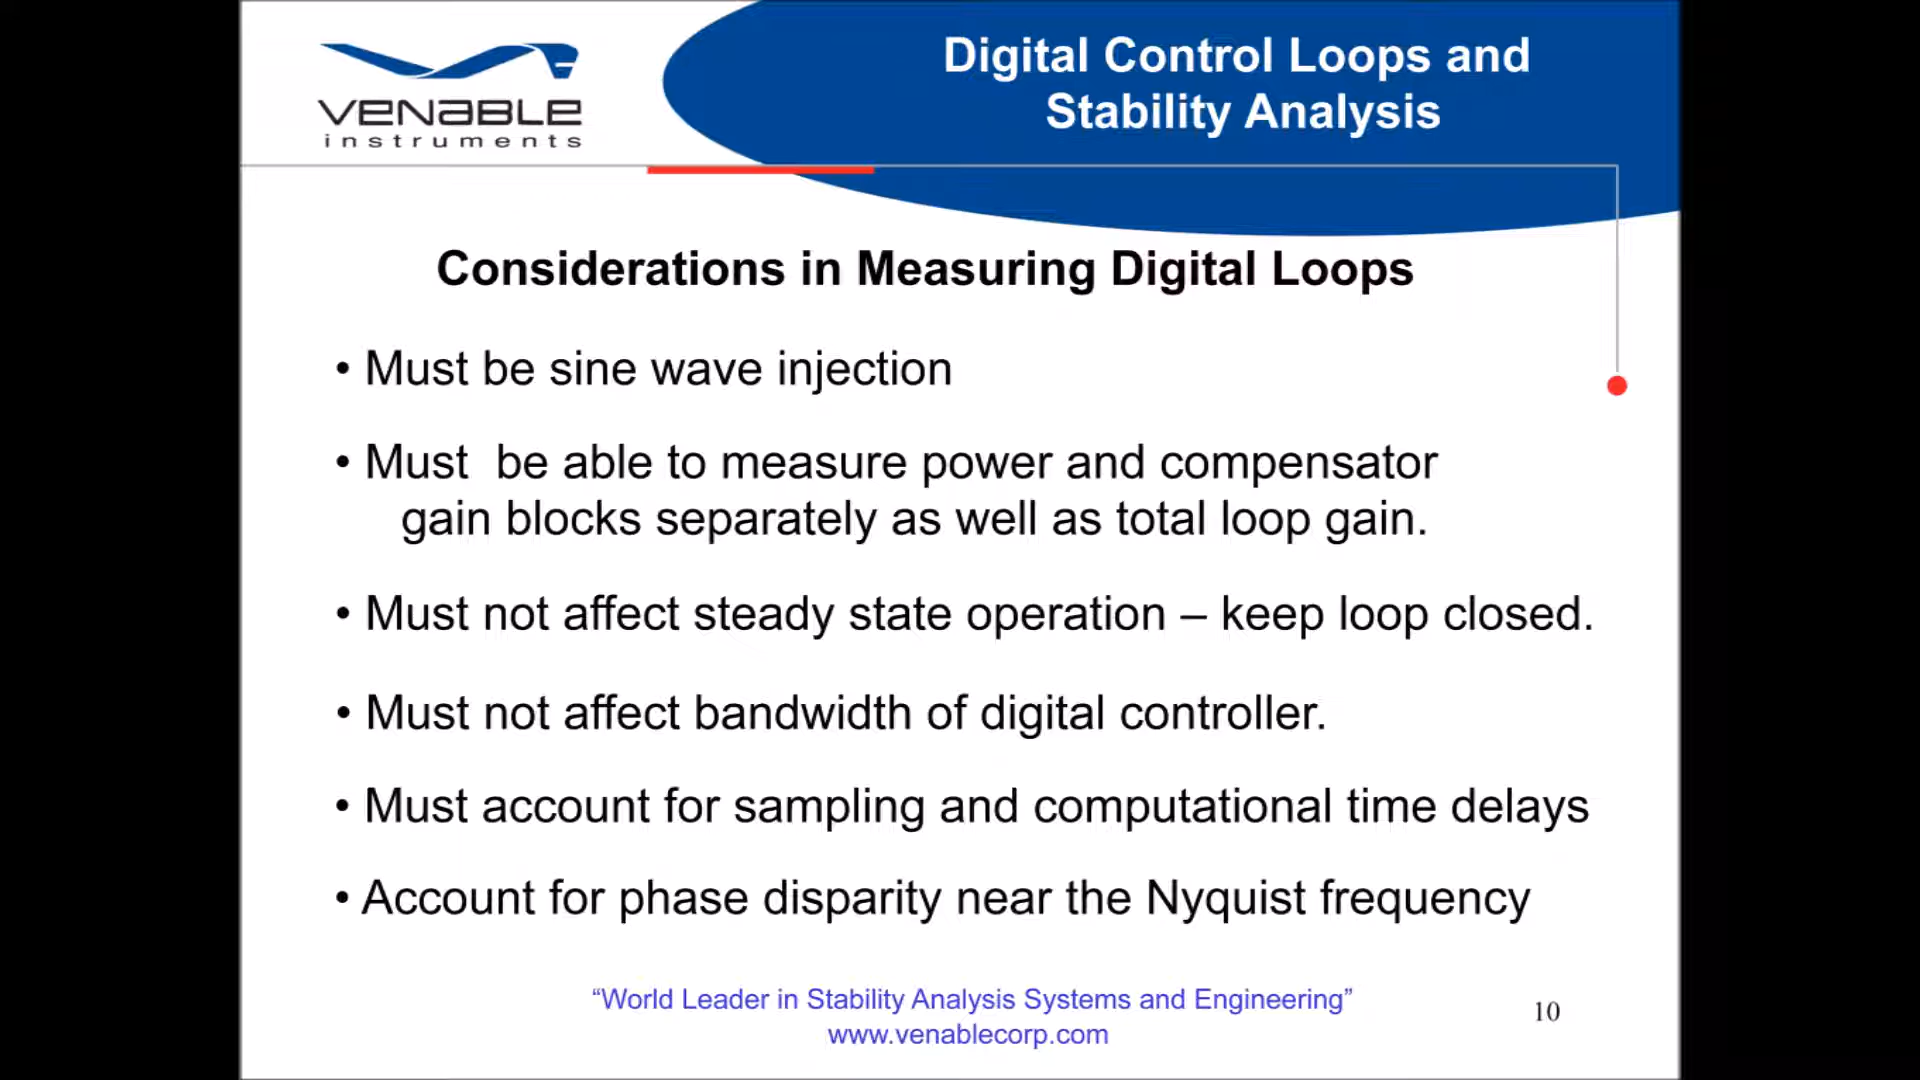 VENABLE
instruments
Digital Control Loops and
Stability Analysis
Considerations in Measuring Digital Loops
• Must be sine wave injection
• Must  be able to measure power and compensator
gain blocks separately as well as total loop gain.
• Must not affect steady state operation – keep loop closed.
• Must not affect bandwidth of digital controller.
• Must account for sampling and computational time delays
• Account for phase disparity near the Nyquist frequency
“World Leader in Stability Analysis Systems and Engineering”
www.venablecorp.com
10